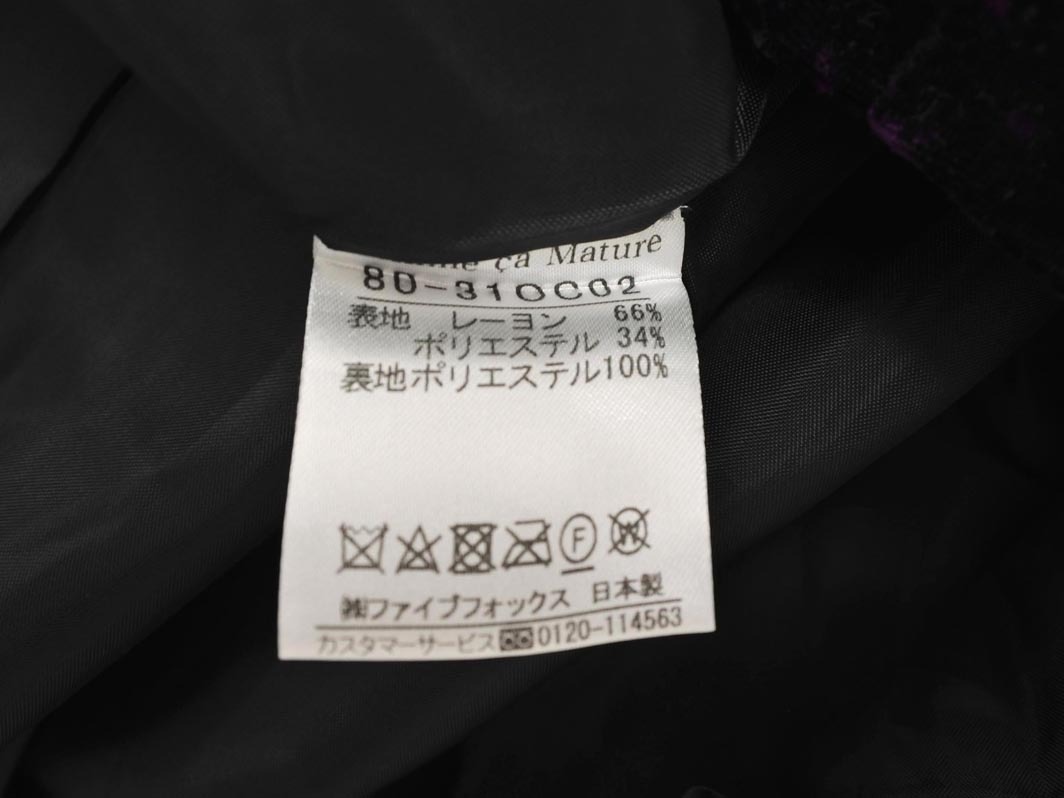 ça Mature
80-310C02
表地 レーヨン 66%
ポリエステル 34%
裏地ポリエステル100%
F W
㈱ファイブフォックス 日本製
カスタマーサービス 0120-114563